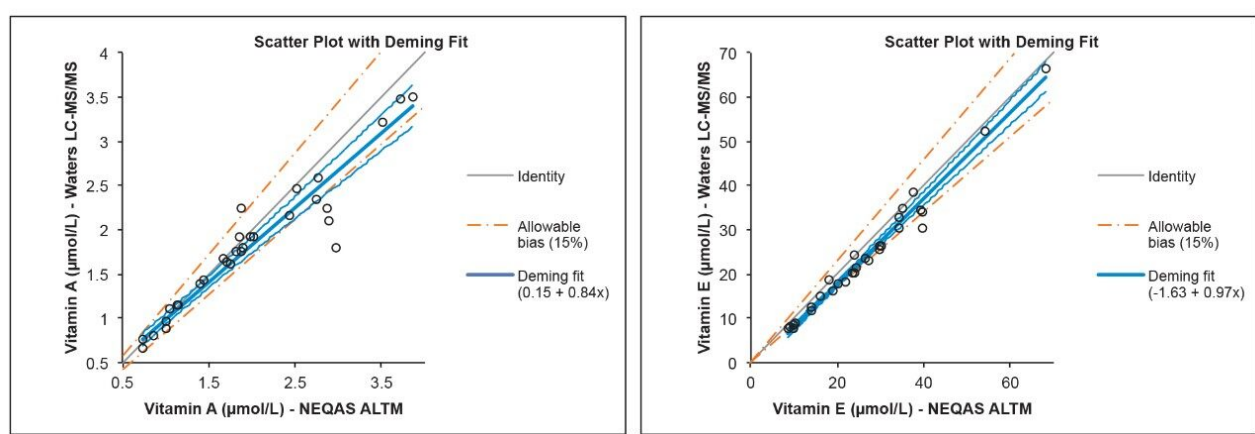 Scatter Plot with Deming Fit
Vitamin A (µmol/L) - Waters LC-MS/MS
4
3.5
3
2.5
2
1.5
1
0.5
0.5
1.5
2.5
3.5
Vitamin A (µmol/L) - NEQAS ALTM
Identity
Allowable
bias (15%)
Deming fit
(0.15 + 0.84x)
Scatter Plot with Deming Fit
Vitamin E (µmol/L) - Waters LC-MS/MS
70
60
50
40
30
20
10
0
0
20
40
60
Vitamin E (µmol/L) - NEQAS ALTM
Identity
Allowable
bias (15%)
Deming fit
(-1.63 + 0.97x)